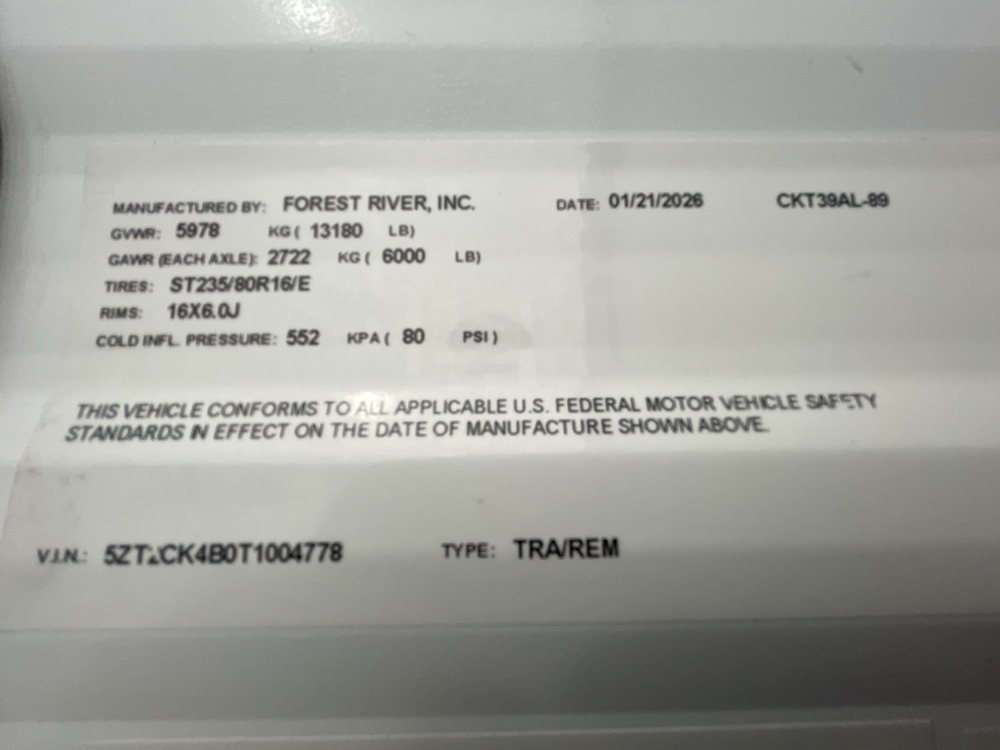 MANUFACTURED BY: FOREST RIVER, INC. DATE: 01/21/2026 CKT39AL-89
GVWR: 5978 KG ( 13180 LB)
GAWR (EACH AXLE): 2722 KG ( 6000 LB)
TIRES: ST235/80R16/E
RIMS: 16X6.0J
COLD INFL. PRESSURE: 552 KPA ( 80 PSI )
THIS VEHICLE CONFORMS TO ALL APPLICABLE U.S. FEDERAL MOTOR VEHICLE SAFETY
STANDARDS IN EFFECT ON THE DATE OF MANUFACTURE SHOWN ABOVE.
V.I.N.: TYPE: TRA/REM